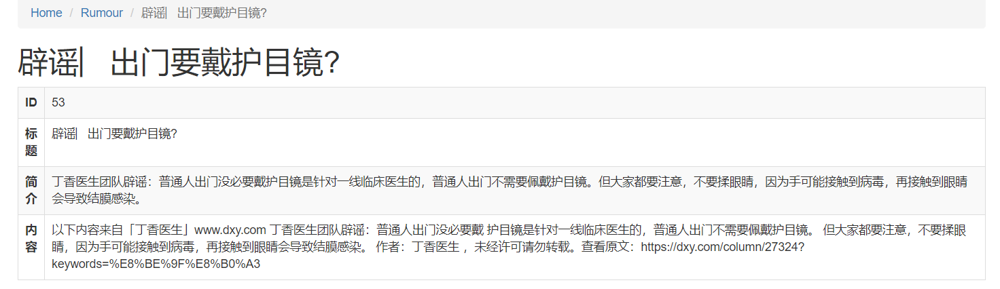 Home / Rumour / 辟谣| 出门要戴护目镜?
辟谣| 出门要戴护目镜?
ID 53
标题 辟谣| 出门要戴护目镜?
简介 丁香医生团队辟谣：普通人出门没必要戴护目镜是针对一线临床医生的，普通人出门不需要佩戴护目镜。但大家都要注意，不要揉眼睛，因为手可能接触到病毒，再接触到眼睛
会导致结膜感染。
内容 以下内容来自「丁香医生」www.dxy.com 丁香医生团队辟谣：普通人出门没必要戴 护目镜是针对一线临床医生的，普通人出门不需要佩戴护目镜。 但大家都要注意，不要揉眼
睛，因为手可能接触到病毒，再接触到眼睛会导致结膜感染。 作者：丁香医生 ，未经许可请勿转载。查看原文：https://dxy.com/column/27324?
keywords=%E8%BE%9F%E8%B0%A3